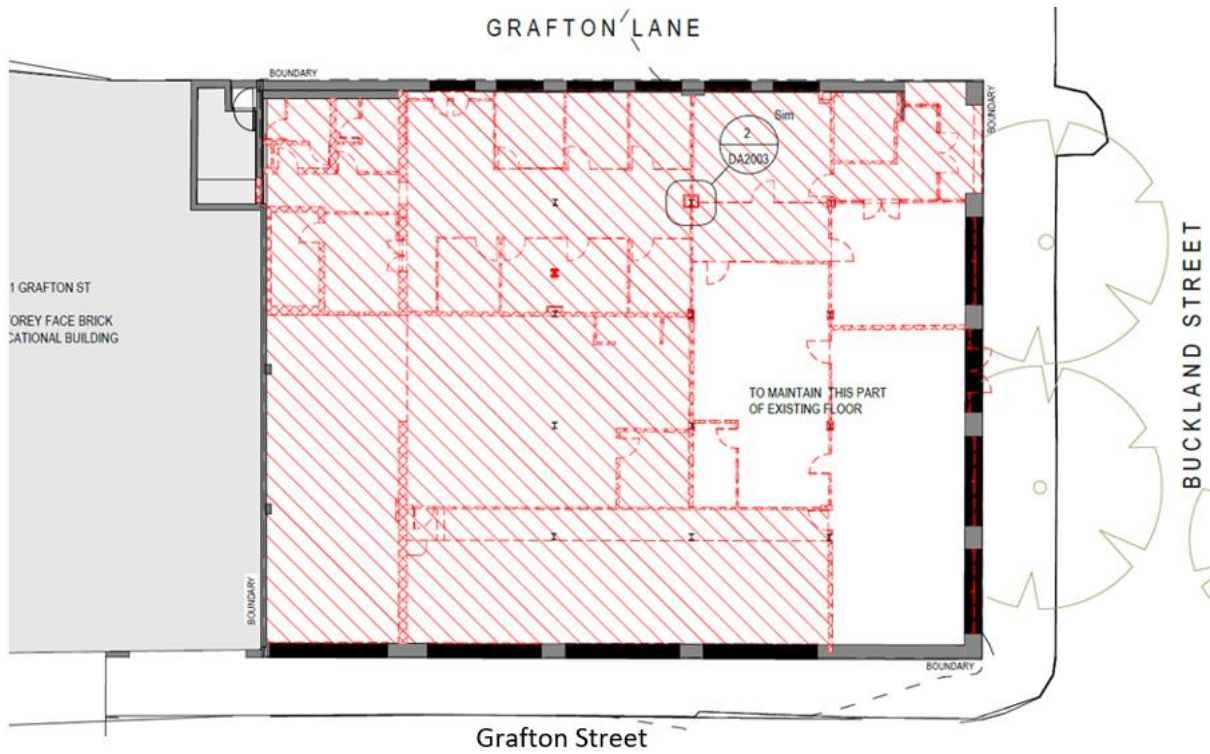 GRAFTON LANE
BOUNDARY
BOUNDARY
Sim
2
DA2003
1 GRAFTON ST
OREY FACE BRICK
CATIONAL BUILDING
TO MAINTAIN THIS PART
OF EXISTING FLOOR
BUCKLAND STREET
BOUNDARY
BOUNDARY
Grafton Street